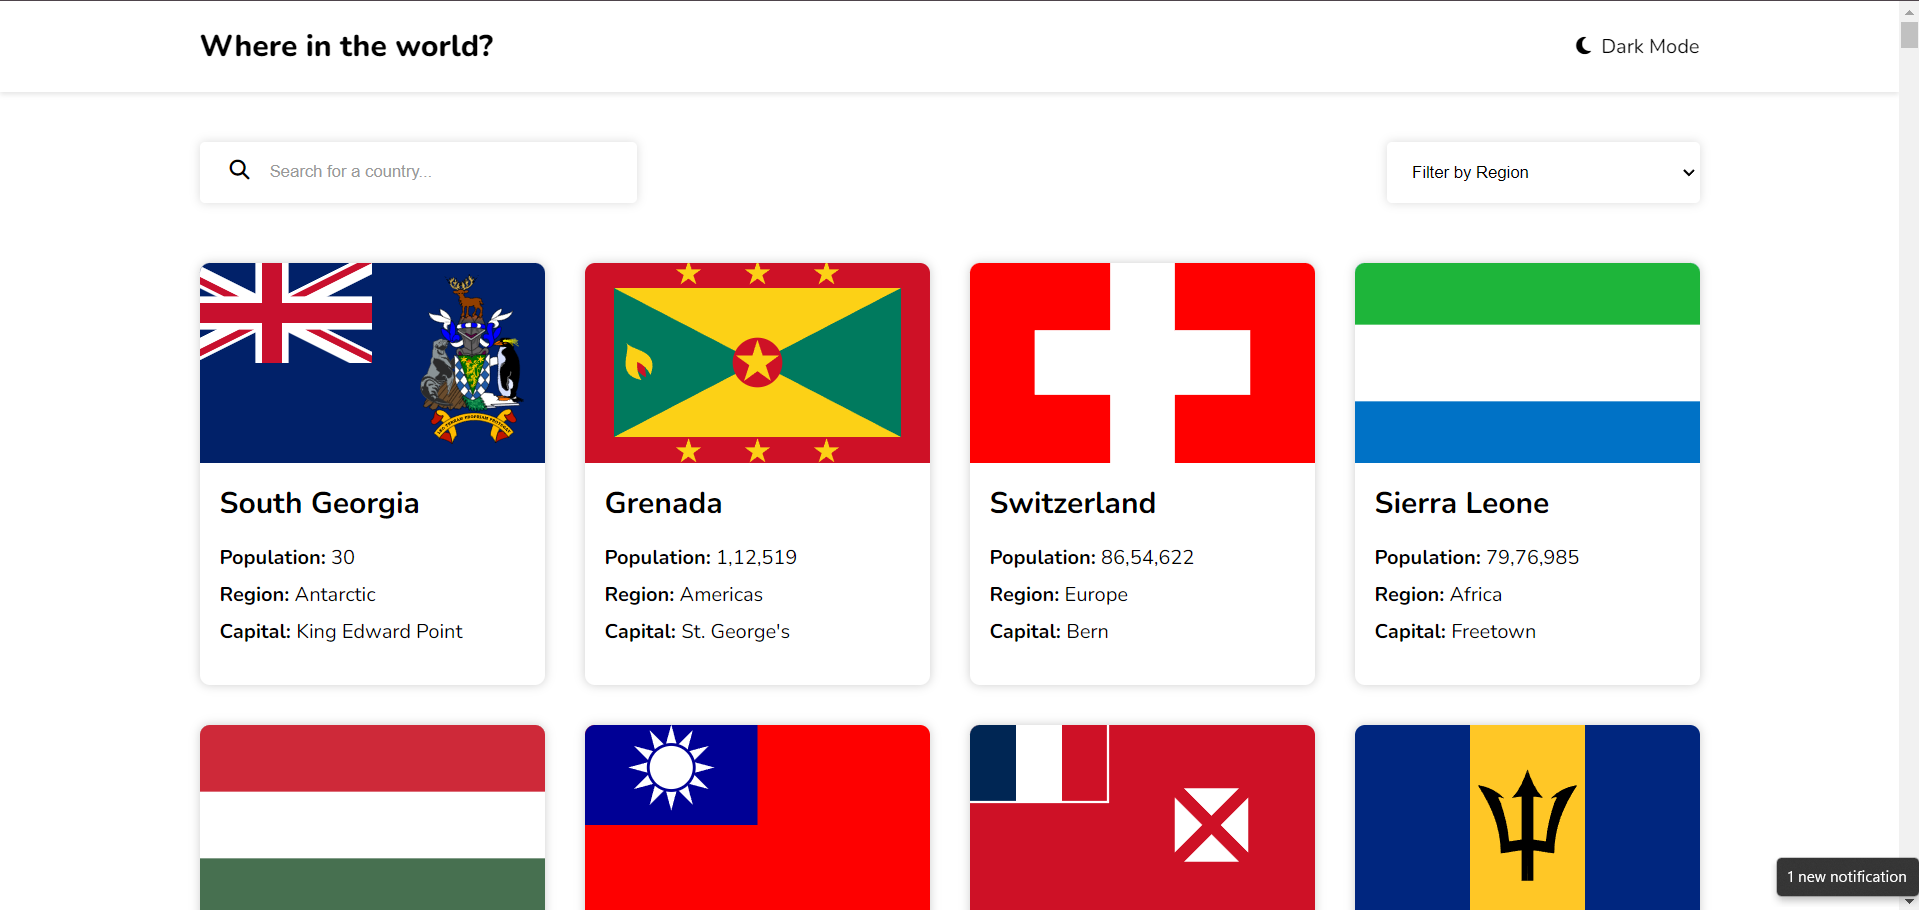 Where in the world?
Dark Mode
Search for a country...
Filter by Region
South Georgia
Population: 30
Region: Antarctic
Capital: King Edward Point
Grenada
Population: 1,12,519
Region: Americas
Capital: St. George's
Switzerland
Population: 86,54,622
Region: Europe
Capital: Bern
Sierra Leone
Population: 79,76,985
Region: Africa
Capital: Freetown
1 new notification